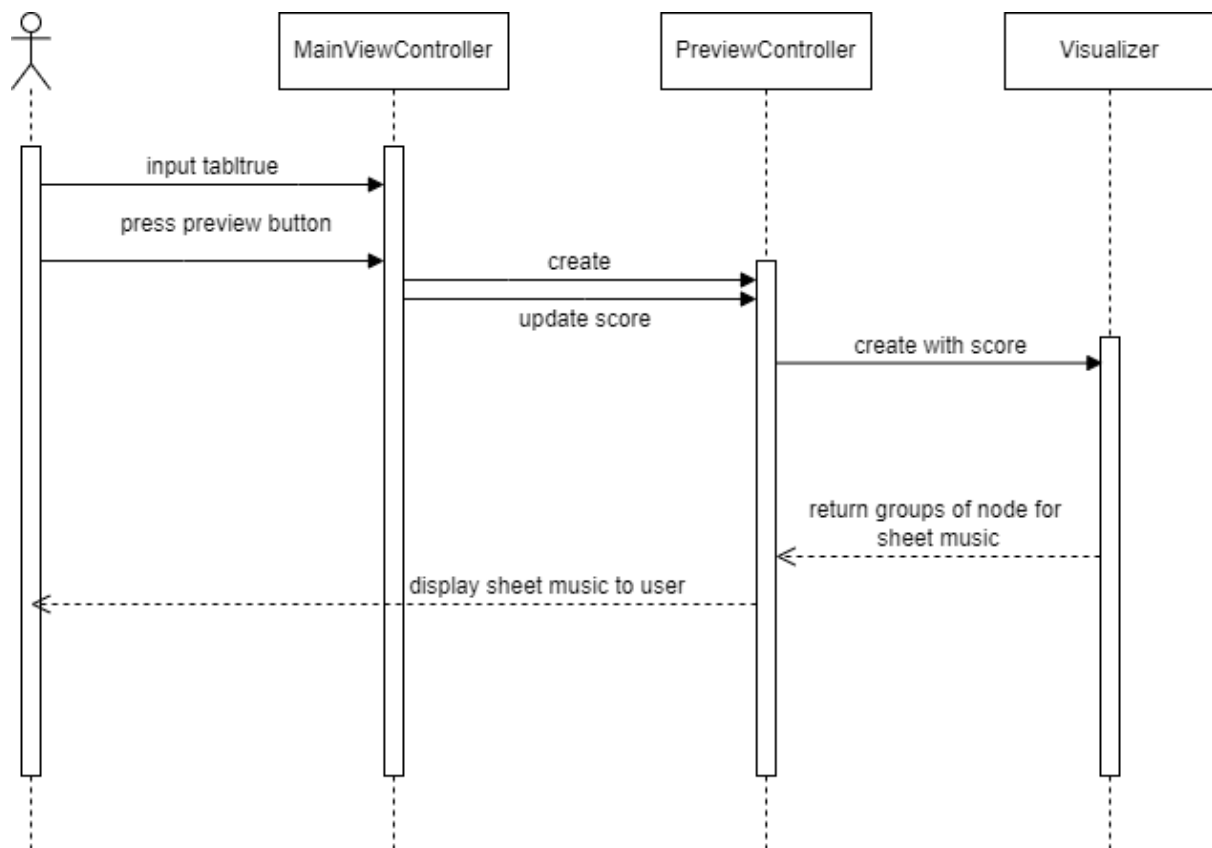 MainViewController
PreviewController
Visualizer
input tabltrue
press preview button
create
update score
create with score
return groups of node for
sheet music
display sheet music to user